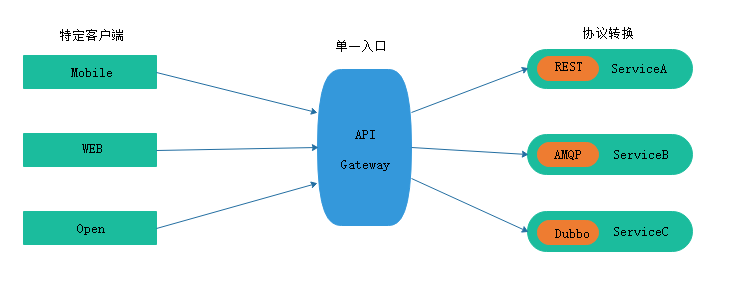 特定客户端
单一入口
协议转换
Mobile
WEB
Open
API
Gateway
REST ServiceA
AMQP ServiceB
Dubbo ServiceC